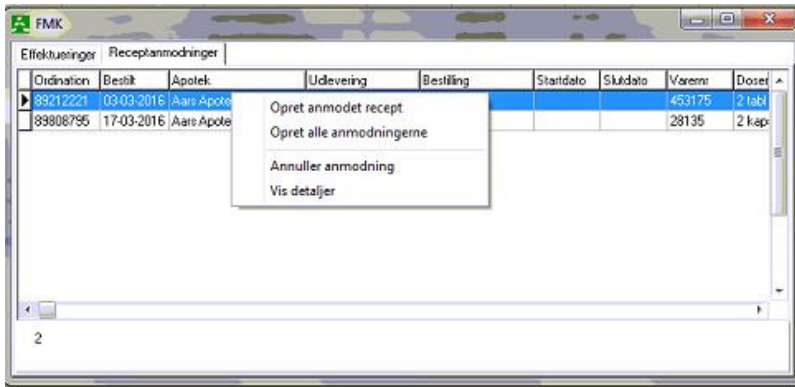 FMK
Effektueringer Receptanmodninger
Ordination Bestilt Apotek Udlevering Bestilling Startdato Slutdato Varenr Doser
89212221 03-03-2016 Aars Apote 453175 2 tabl
89808795 17-03-2016 Aars Apote 28135 2 kaps
Opret anmodet recept
Opret alle anmodningerne
Annuller anmodning
Vis detaljer
2